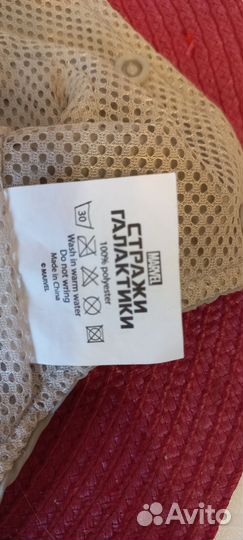 MARVEL
СТРАЖИ
ГАЛАКТИКИ
100% polyester
30
Wash in warm water
Do not wring
Made in China
© MARVEL
Avito